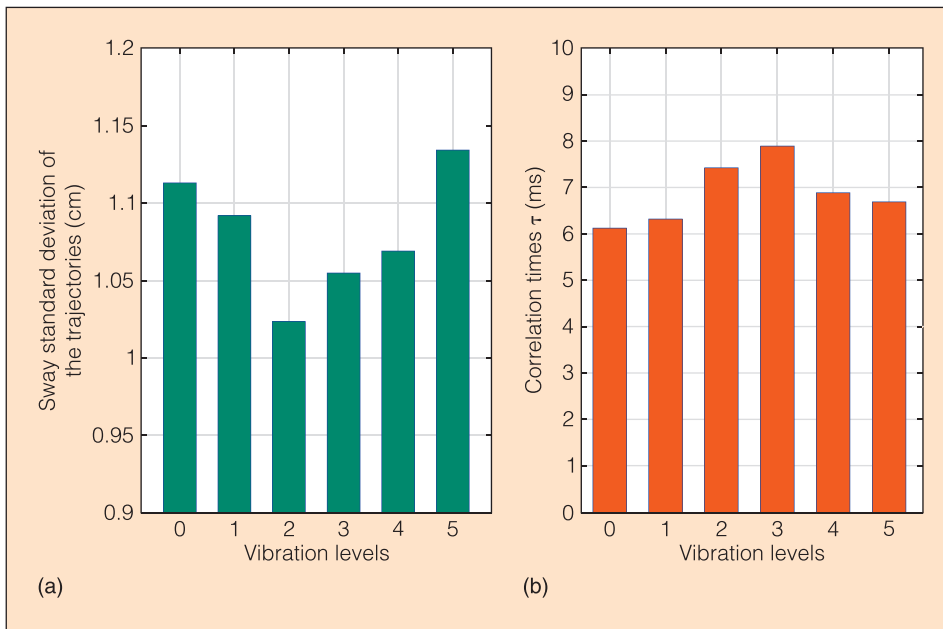 Sway standard deviation of
the trajectories (cm)
1.2
1.15
1.1
1.05
1
0.95
0.9
0 1 2 3 4 5
Vibration levels
(a)
Correlation times τ (ms)
10
9
8
7
6
5
4
3
2
1
0
0 1 2 3 4 5
Vibration levels
(b)